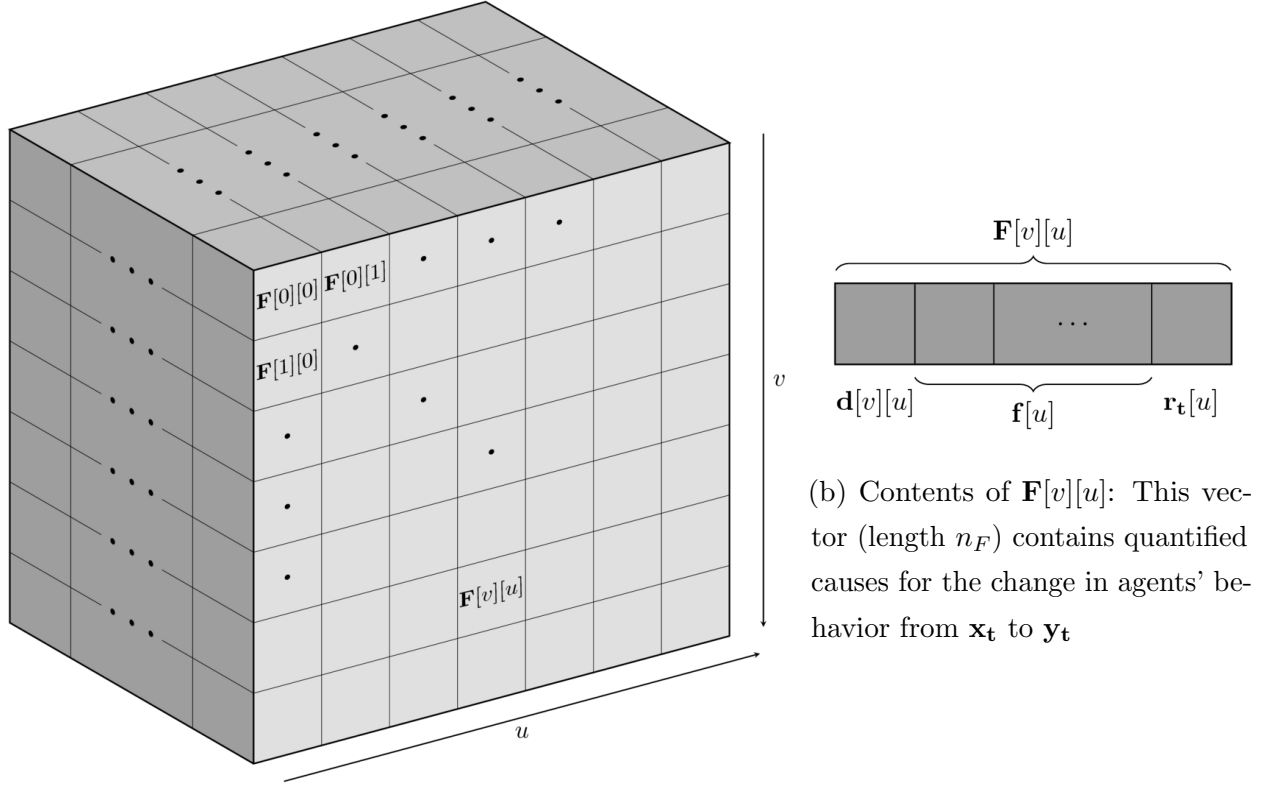 F[0][0] F[0][1]
F[1][0]
F[v][u]
v
u
F[v][u]
...
d[v][u]
f[u]
r_t[u]
(b) Contents of F[v][u]: This vec-
tor (length n_F) contains quantified
causes for the change in agents’ be-
havior from x_t to y_t